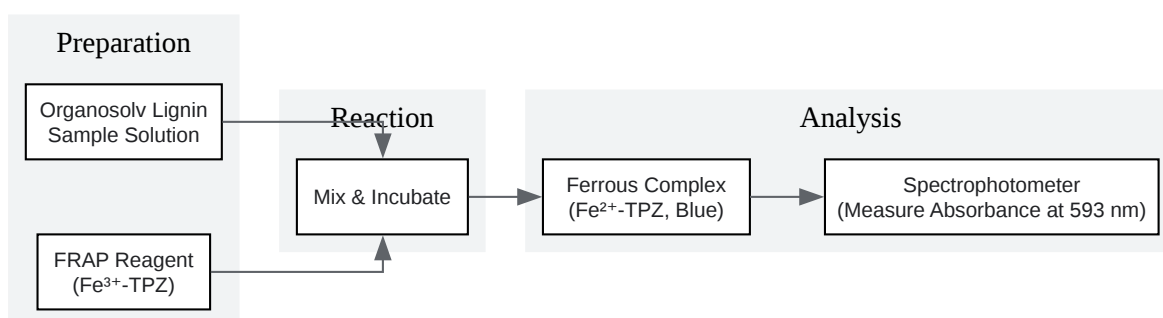 Preparation
Organosolv Lignin
Sample Solution
FRAP Reagent
(Fe³⁺-TPZ)
Reaction
Mix & Incubate
Analysis
Ferrous Complex
(Fe²⁺-TPZ, Blue)
Spectrophotometer
(Measure Absorbance at 593 nm)